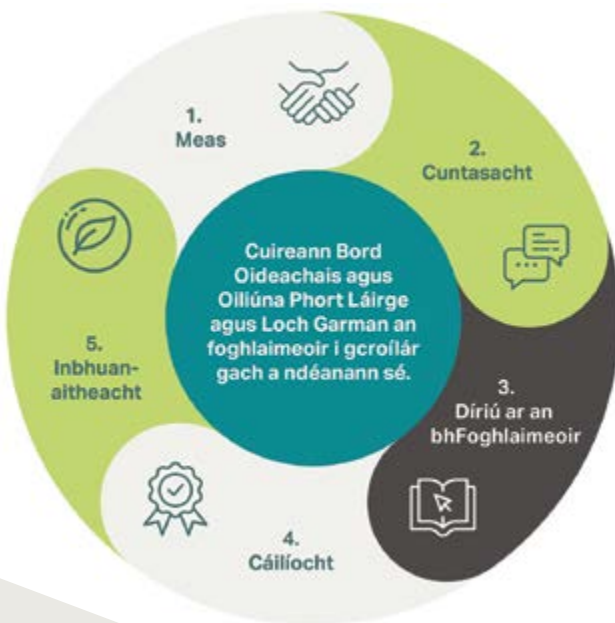 1.
Meas
2.
Cuntasacht
Cuireann Bord
Oideachais agus
Oiliúna Phort Láirge
agus Loch Garman an
foghlaimeoir i gcroílár
gach a ndéanann sé.
3.
Díriú ar an
bhFoghlaimeoir
4.
Cáilíocht
5.
Inbhuan-
aitheacht